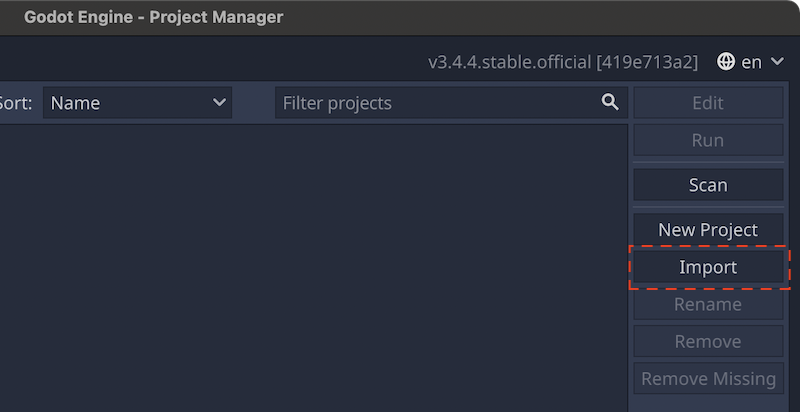 Godot Engine - Project Manager
v3.4.4.stable.official [419e713a2] en
Sort: Name Filter projects Edit
Run
Scan
New Project
Import
Rename
Remove
Remove Missing